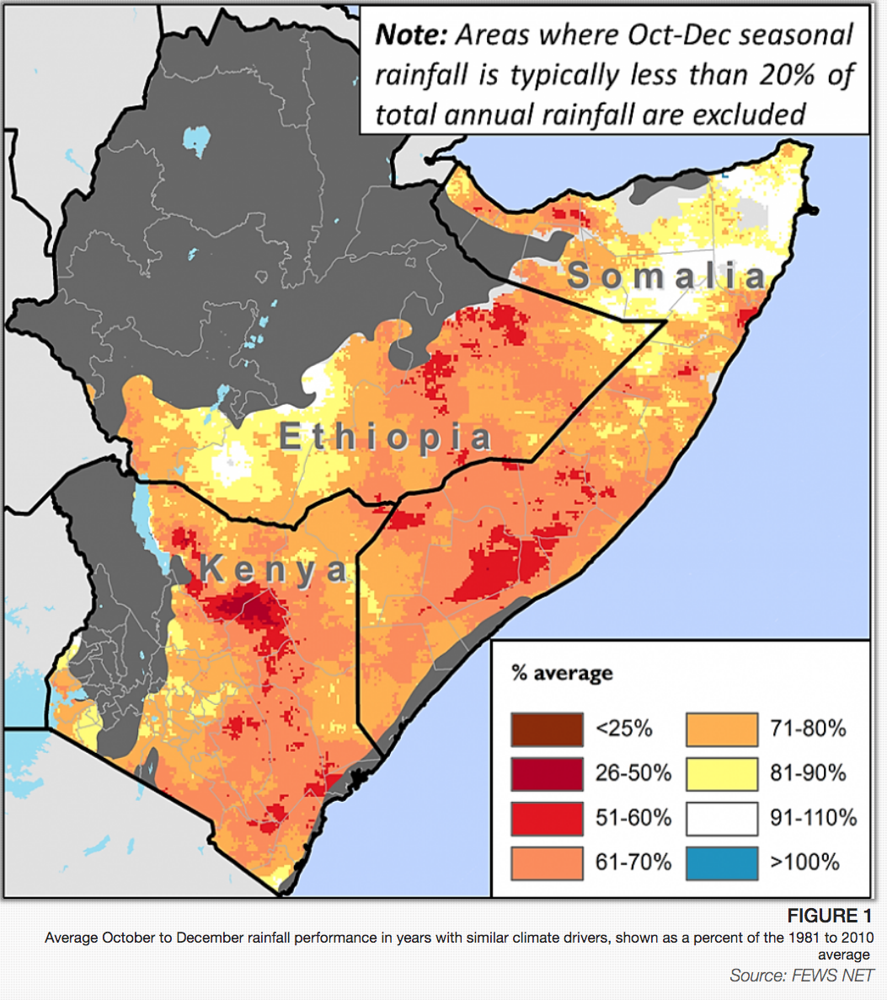 Note: Areas where Oct-Dec seasonal
rainfall is typically less than 20% of
total annual rainfall are excluded
Somalia
Ethiopia
Kenya
% average
<25%
26-50%
51-60%
61-70%
71-80%
81-90%
91-110%
>100%
FIGURE 1
Average October to December rainfall performance in years with similar climate drivers, shown as a percent of the 1981 to 2010
average
Source: FEWS NET